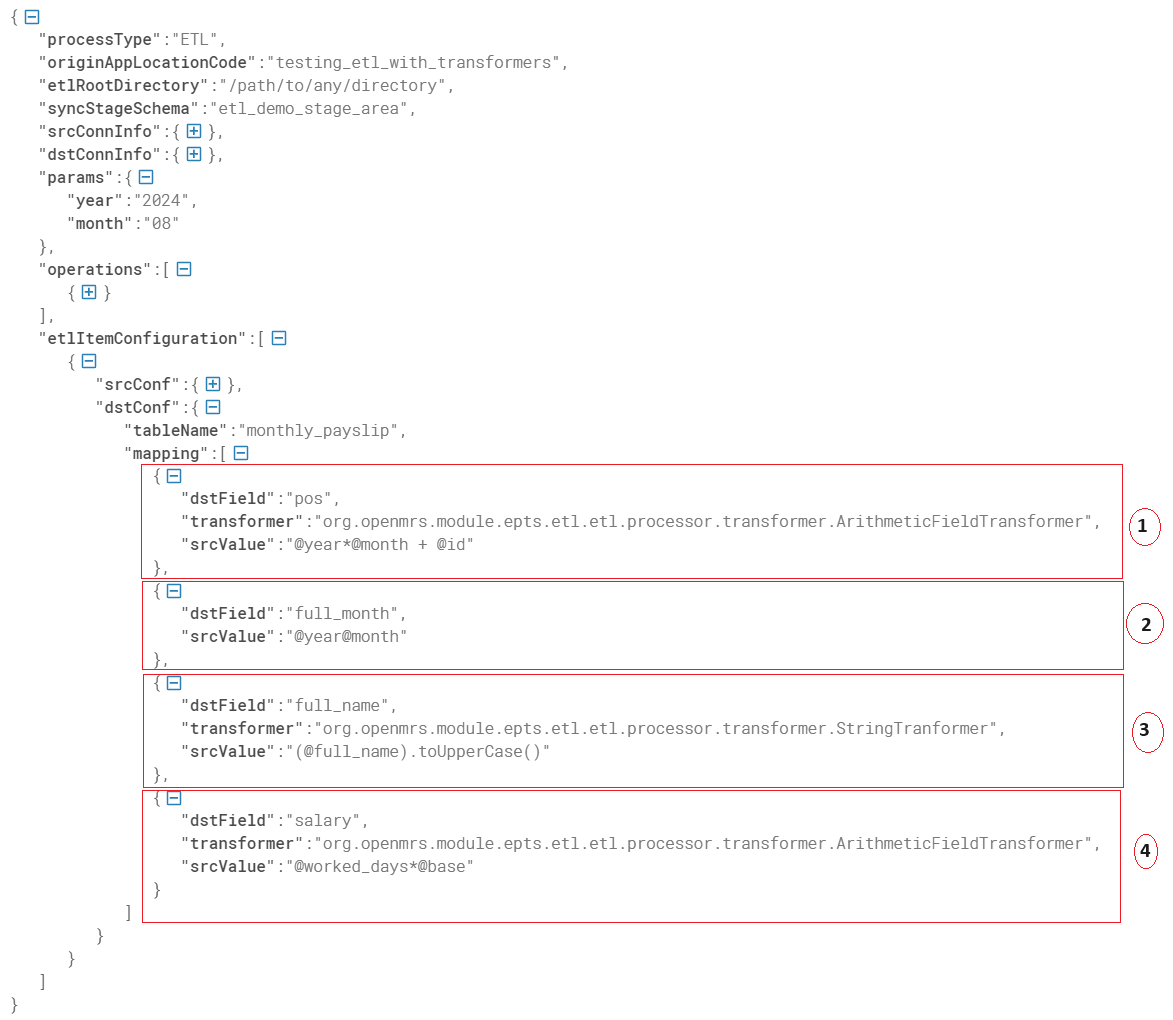 {
"processType":"ETL",
"originAppLocationCode":"testing_etl_with_transformers",
"etlRootDirectory":"/path/to/any/directory",
"syncStageSchema":"etl_demo_stage_area",
"srcConnInfo":{ },
"dstConnInfo":{ },
"params":{
"year":"2024",
"month":"08"
},
"operations":[
{ }
],
"etlItemConfiguration":[
{
"srcConf":{ },
"dstConf":{
"tableName":"monthly_payslip",
"mapping":[
{
"dstField":"pos",
"transformer":"org.openmrs.module.epts.etl.etl.processor.transformer.ArithmeticFieldTransformer",
"srcValue":"@year*@month + @id"
},
1
{
"dstField":"full_month",
"srcValue":"@year@month"
},
2
{
"dstField":"full_name",
"transformer":"org.openmrs.module.epts.etl.etl.processor.transformer.StringTranformer",
"srcValue":"(@full_name).toUpperCase()"
},
3
{
"dstField":"salary",
"transformer":"org.openmrs.module.epts.etl.etl.processor.transformer.ArithmeticFieldTransformer",
"srcValue":"@worked_days*@base"
}
4
]
}
}
]
}